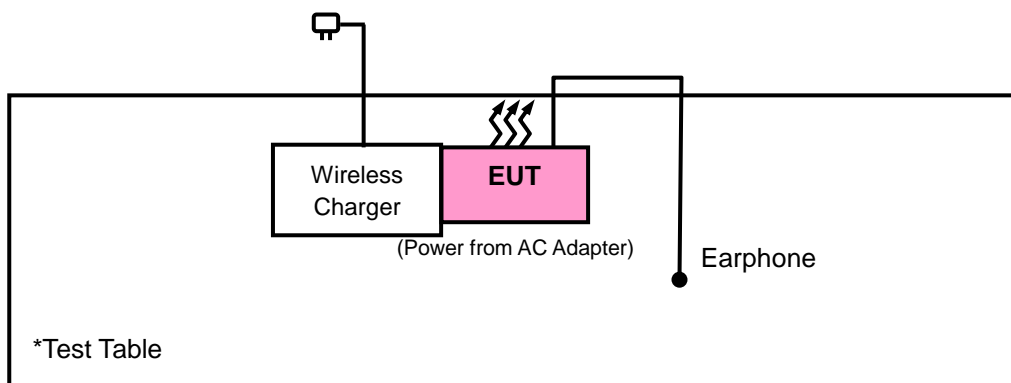 Wireless
Charger
EUT
(Power from AC Adapter)
Earphone
*Test Table